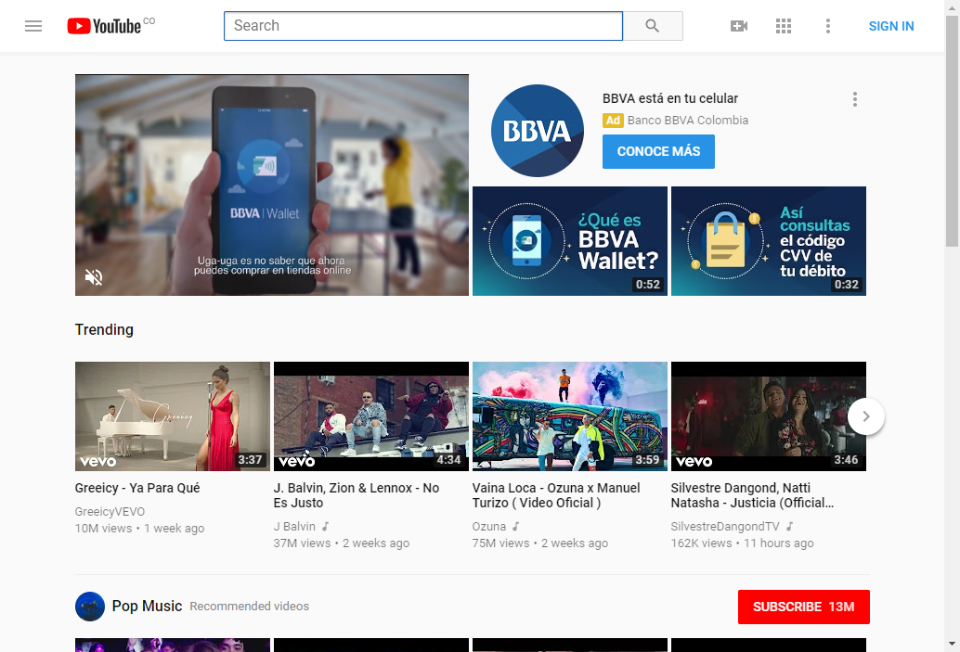 YouTube CO
Search
SIGN IN
BBVA | Wallet
Uga-uga es no saber que ahora
puedes comprar en tiendas online
BBVA
BBVA está en tu celular
Ad Banco BBVA Colombia
CONOCE MÁS
¿Qué es
BBVA
Wallet?
0:52
Así
consultas
el código
CVV de
tu débito
0:32
Trending
Greeicy
vevo
3:37
vevo
4:34
3:59
vevo
3:46
Greeicy - Ya Para Qué
GreeicyVEVO
10M views • 1 week ago
J. Balvin, Zion & Lennox - No
Es Justo
J Balvin
37M views • 2 weeks ago
Vaina Loca - Ozuna x Manuel
Turizo ( Video Oficial )
Ozuna
75M views • 2 weeks ago
Silvestre Dangond, Natti
Natasha - Justicia (Official...
SilvestreDangondTV
162K views • 11 hours ago
Pop Music Recommended videos
SUBSCRIBE 13M